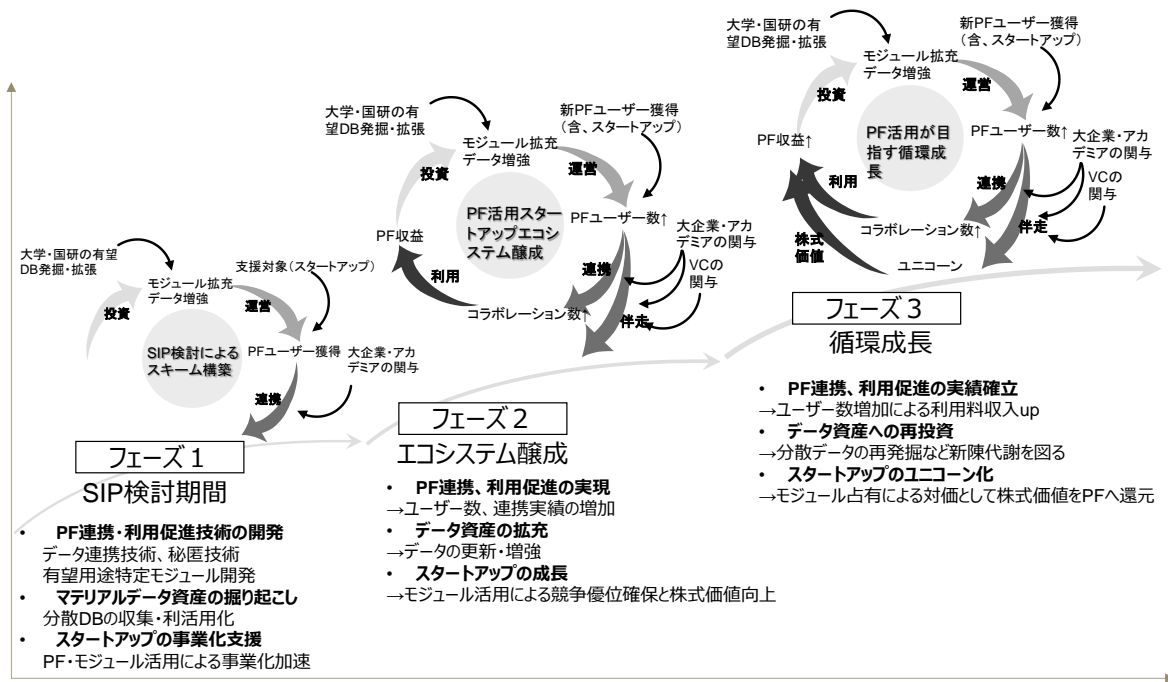 大学・国研の有望
DB発掘・拡張
支援対象(スタートアップ)
モジュール拡充
データ増強
投資
運営
SIP検討による
スキーム構築
PFユーザー獲得
大企業・アカ
デミアの関与
連携
フェーズ1
SIP検討期間
• PF連携・利用促進技術の開発
データ連携技術、秘匿技術
有望用途特定モジュール開発
• マテリアルデータ資産の掘り起こし
分散DBの収集・利活用化
• スタートアップの事業化支援
PF・モジュール活用による事業化加速
大学・国研の有
望DB発掘・拡張
新PFユーザー獲得
(含、スタートアップ)
モジュール拡充
データ増強
投資
運営
PF活用スター
トアップエコシ
ステム醸成
PFユーザー数↑
PF収益
大企業・アカ
デミアの関与
VCの
関与
利用
連携
コラボレーション数↑
伴走
フェーズ2
エコシステム醸成
• PF連携、利用促進の実現
→ユーザー数、連携実績の増加
• データ資産の拡充
→データの更新・増強
• スタートアップの成長
→モジュール活用による競争優位確保と株式価値向上
大学・国研の有
望DB発掘・拡張
新PFユーザー獲得
(含、スタートアップ)
モジュール拡充
データ増強
投資
運営
PF活用が目
指す循環成
長
PF収益↑
PFユーザー数↑
大企業・アカ
デミアの関与
VCの
関与
利用
連携
コラボレーション数↑
伴走
株式
価値
ユニコーン
フェーズ3
循環成長
• PF連携、利用促進の実績確立
→ユーザー数増加による利用料収入up
• データ資産への再投資
→分散データの再発掘など新陳代謝を図る
• スタートアップのユニコーン化
→モジュール占有による対価として株式価値をPFへ還元